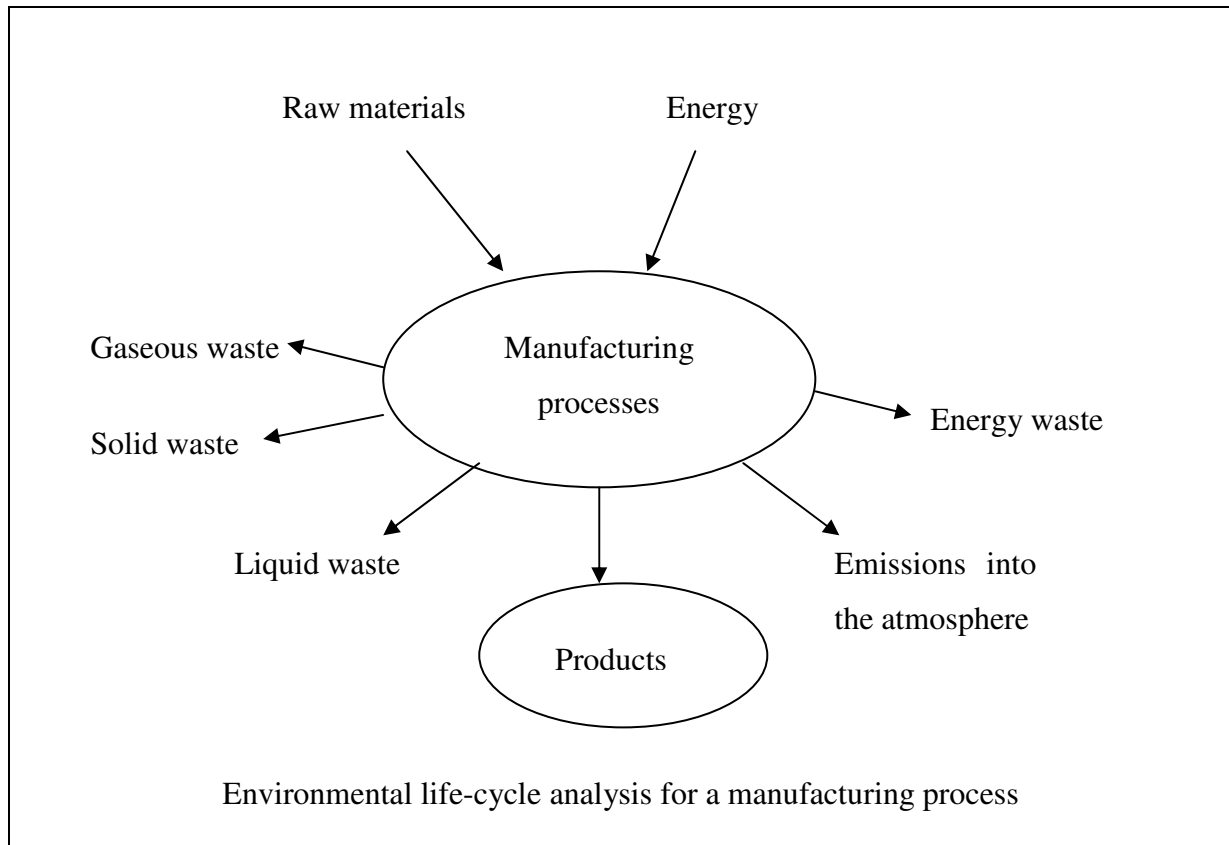 Raw materials
Energy
Manufacturing
processes
Gaseous waste
Solid waste
Energy waste
Liquid waste
Emissions into
the atmosphere
Products
Environmental life-cycle analysis for a manufacturing process